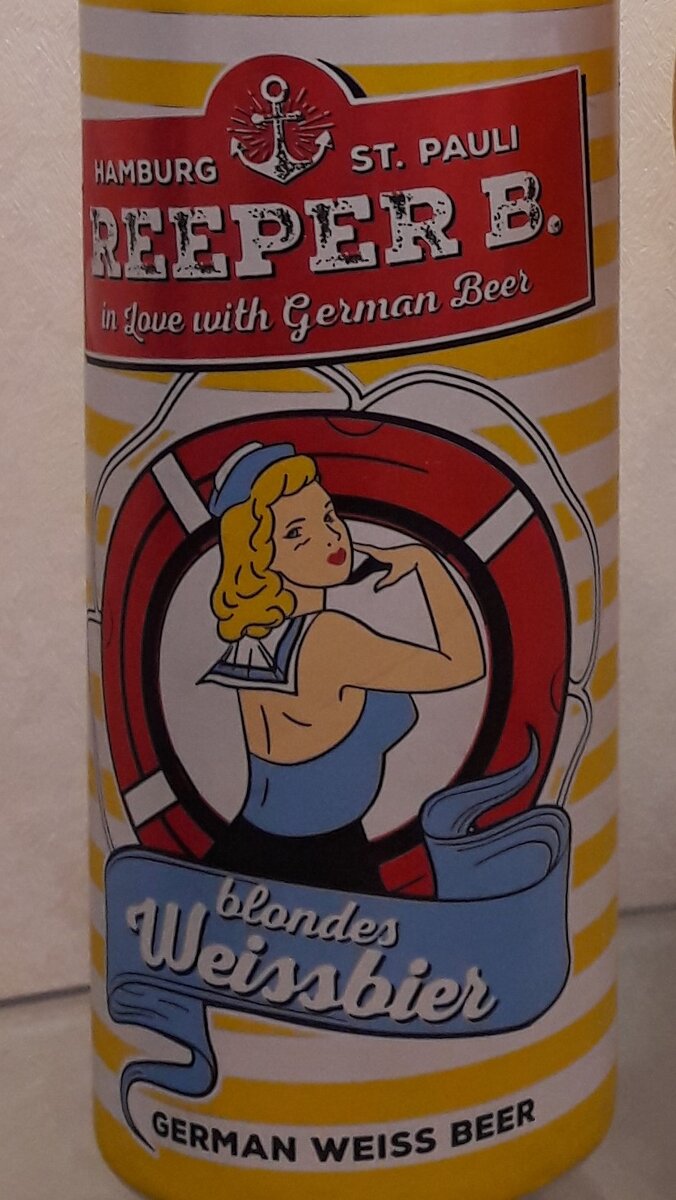 HAMBURG ST. PAULI
REEPER B.
in Love with German Beer
blondes
Weissbier
GERMAN WEISS BEER